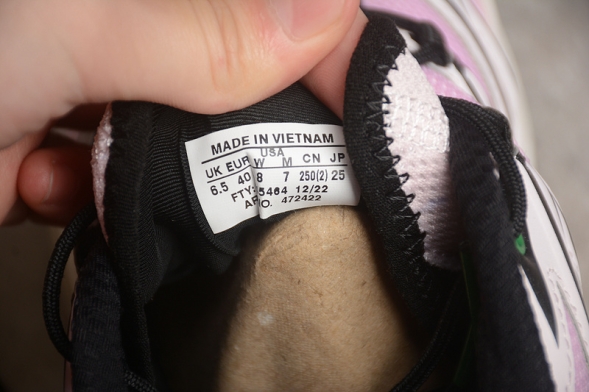 MADE IN VIETNAM
USA
UK EUR W M CN JP
6.5 40 8 7 250(2) 25
FTY: 5464 12/22
472422